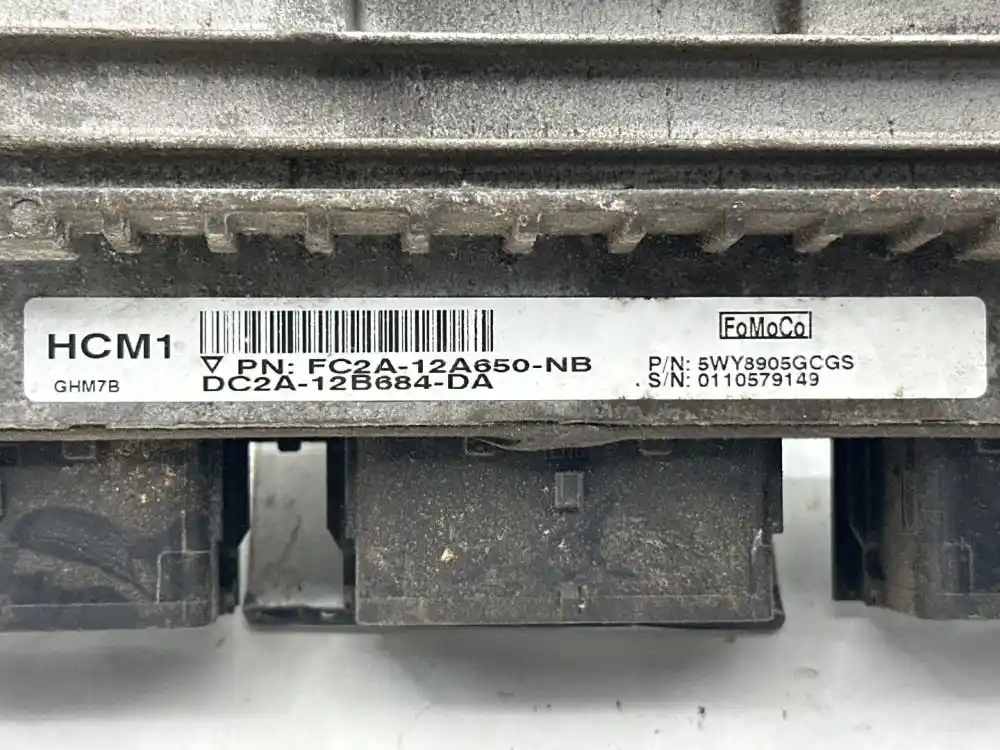 HCM1
GHM7B
PN: FC2A-12A650-NB
DC2A-12B684-DA
FoMoCo
P/N: 5WY8905GCGS
S/N: 0110579149